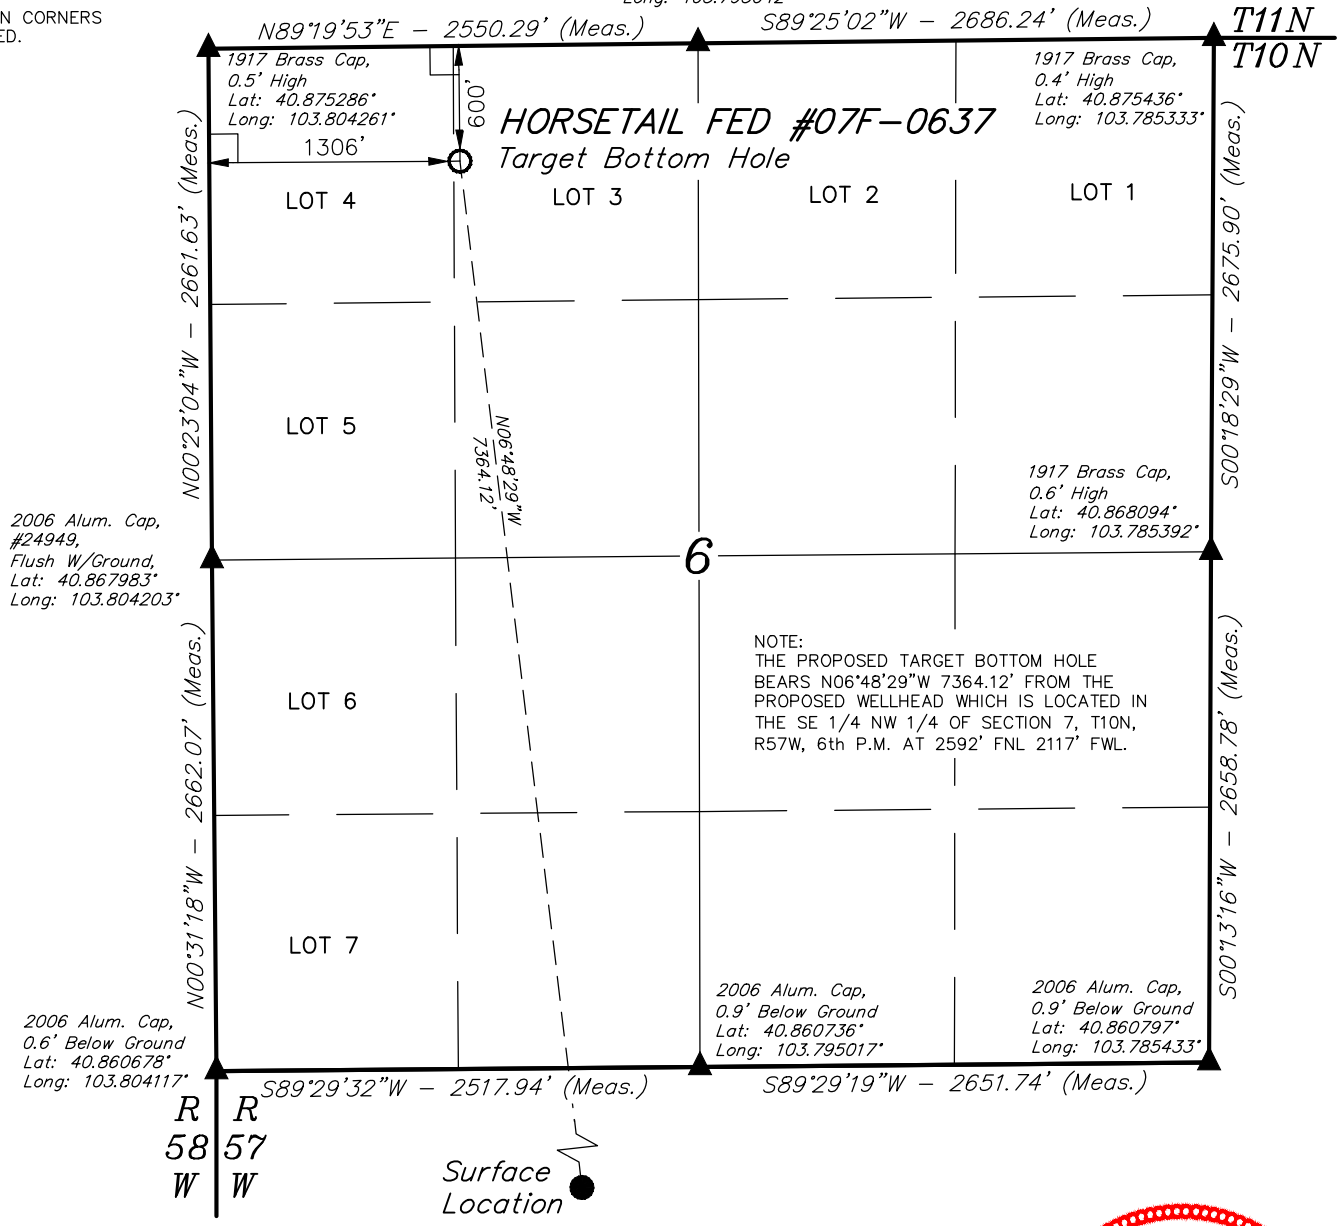 N CORNERS
ED.
N89°19'53"E - 2550.29' (Meas.)
S89°25'02"W - 2686.24' (Meas.)
T11N
T10N
1917 Brass Cap,
0.5' High
Lat: 40.875286°
Long: 103.804261°
600'
1917 Brass Cap,
0.4' High
Lat: 40.875436°
Long: 103.785333°
HORSETAIL FED #07F-0637
Target Bottom Hole
1306'
LOT 4
LOT 3
LOT 2
LOT 1
N00°23'04"W - 2661.63' (Meas.)
S00°18'29"W - 2675.90' (Meas.)
LOT 5
N06°48'29"W
7364.12'
1917 Brass Cap,
0.6' High
Lat: 40.868094°
Long: 103.785392°
2006 Alum. Cap,
#24949,
Flush W/Ground,
Lat: 40.867983°
Long: 103.804203°
6
NOTE:
THE PROPOSED TARGET BOTTOM HOLE
BEARS N06°48'29"W 7364.12' FROM THE
PROPOSED WELLHEAD WHICH IS LOCATED IN
THE SE 1/4 NW 1/4 OF SECTION 7, T10N,
R57W, 6th P.M. AT 2592' FNL 2117' FWL.
LOT 6
N00°31'18"W - 2662.07' (Meas.)
S00°13'16"W - 2658.78' (Meas.)
LOT 7
2006 Alum. Cap,
0.9' Below Ground
Lat: 40.860736°
Long: 103.795017°
2006 Alum. Cap,
0.9' Below Ground
Lat: 40.860797°
Long: 103.785433°
2006 Alum. Cap,
0.6' Below Ground
Lat: 40.860678°
Long: 103.804117°
S89°29'32"W - 2517.94' (Meas.)
S89°29'19"W - 2651.74' (Meas.)
R R
58 57
W W
Surface
Location